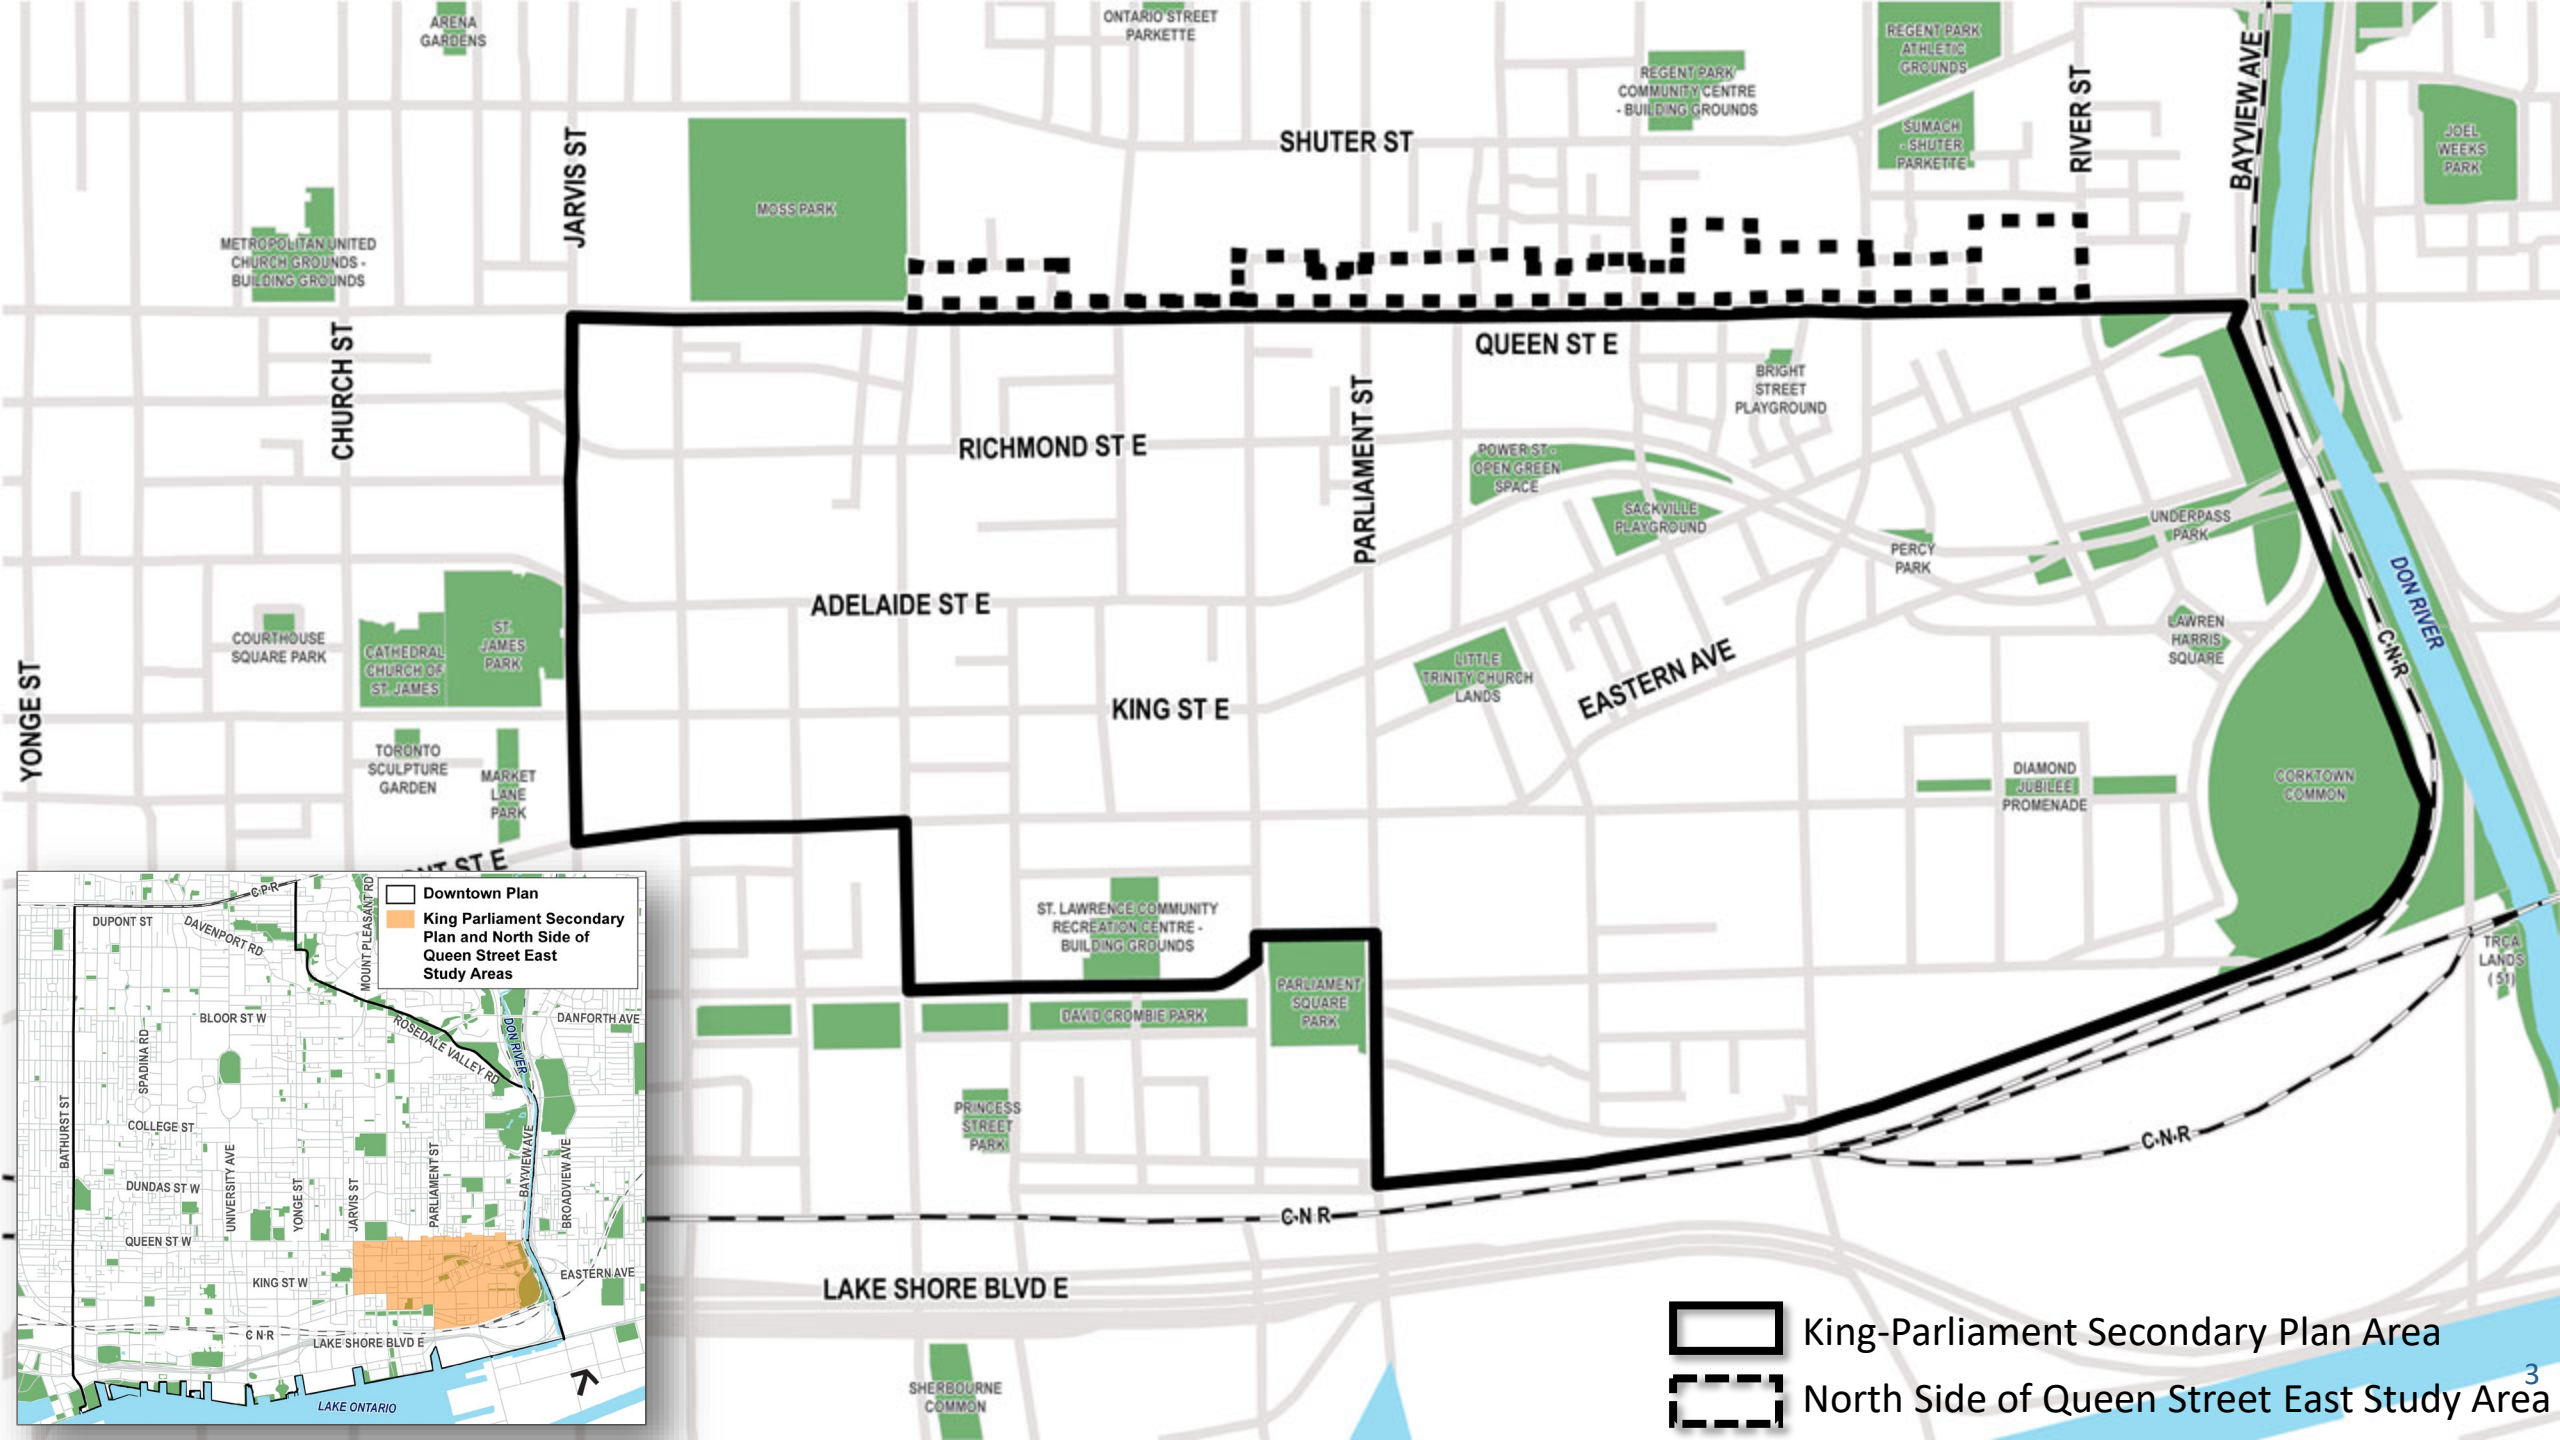 ARENA
GARDENS
ONTARIO STREET
PARKETTE
REGENT PARK
ATHLETIC
GROUNDS
REGENT PARK
COMMUNITY CENTRE
- BUILDING GROUNDS
SUMACH
- SHUTER
PARKETTE
RIVER ST
BAYVIEW AVE
JOEL
WEEKS
PARK
SHUTER ST
JARVIS ST
MOSS PARK
METROPOLITAN UNITED
CHURCH GROUNDS -
BUILDING GROUNDS
CHURCH ST
QUEEN ST E
BRIGHT
STREET
PLAYGROUND
PARLIAMENT ST
RICHMOND ST E
POWER ST -
OPEN GREEN
SPACE
SACKVILLE
PLAYGROUND
UNDERPASS
PARK
PERCY
PARK
DON RIVER
C·N·R
ADELAIDE ST E
COURTHOUSE
SQUARE PARK
CATHEDRAL
CHURCH OF
ST. JAMES
ST.
JAMES
PARK
LITTLE
TRINITY CHURCH
LANDS
EASTERN AVE
LAWREN
HARRIS
SQUARE
YONGE ST
KING ST E
TORONTO
SCULPTURE
GARDEN
MARKET
LANE
PARK
DIAMOND
JUBILEE
PROMENADE
CORKTOWN
COMMON
NT ST E
ST. LAWRENCE COMMUNITY
RECREATION CENTRE -
BUILDING GROUNDS
PARLIAMENT
SQUARE
PARK
DAVID CROMBIE PARK
TRCA
LANDS
(51)
PRINCESS
STREET
PARK
C·N·R
C·N·R
LAKE SHORE BLVD E
SHERBOURNE
COMMON
Downtown Plan
King Parliament Secondary
Plan and North Side of
Queen Street East
Study Areas
C·P·R
DUPONT ST
DAVENPORT RD
MOUNT PLEASANT RD
BLOOR ST W
SPADINA RD
ROSEDALE VALLEY RD
DON RIVER
DANFORTH AVE
BATHURST ST
COLLEGE ST
UNIVERSITY AVE
DUNDAS ST W
YONGE ST
JARVIS ST
PARLIAMENT ST
BAYVIEW AVE
BROADVIEW AVE
QUEEN ST W
KING ST W
EASTERN AVE
C N R
LAKE SHORE BLVD E
LAKE ONTARIO
King-Parliament Secondary Plan Area
3
North Side of Queen Street East Study Area